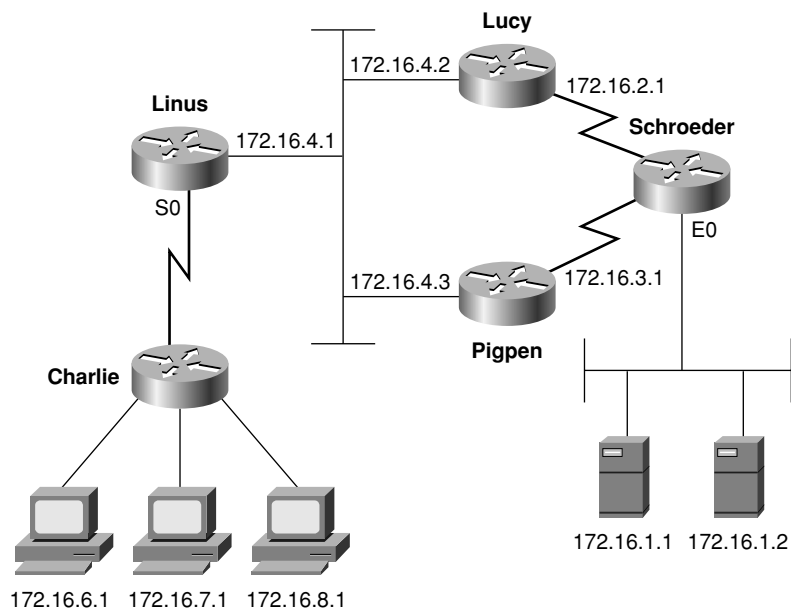 Lucy
172.16.4.2
172.16.2.1
Linus
Schroeder
172.16.4.1
S0
E0
172.16.4.3
172.16.3.1
Pigpen
Charlie
172.16.1.1 172.16.1.2
172.16.6.1 172.16.7.1 172.16.8.1